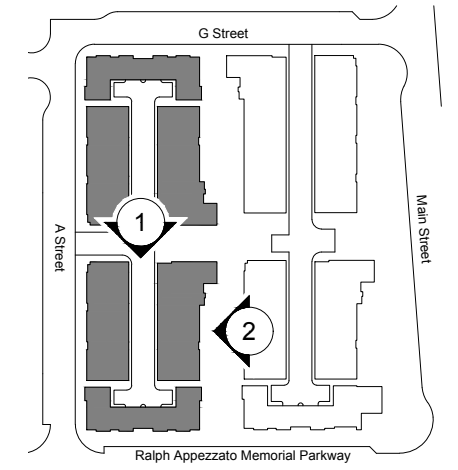 G Street
1
A Street
Main Street
2
Ralph Appezzato Memorial Parkway